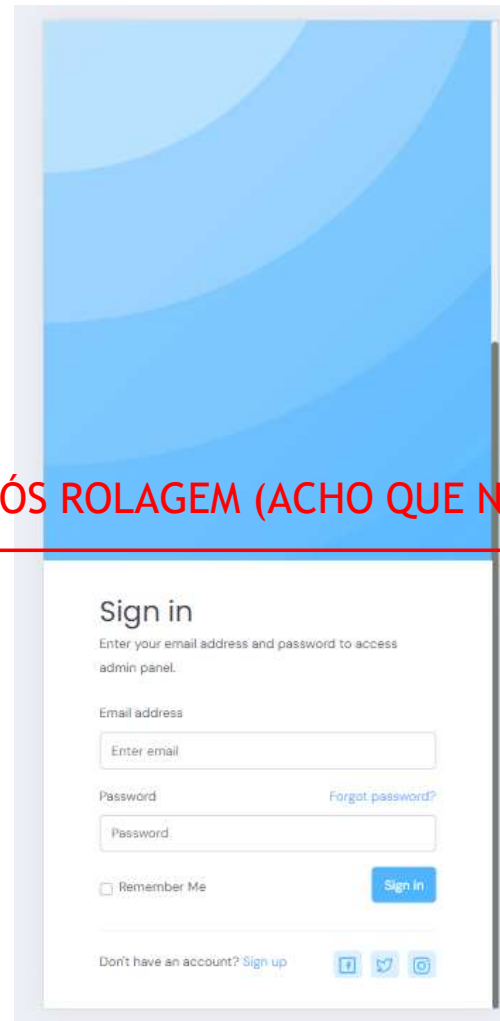 ÓS ROLAGEM (ACHO QUE N
Sign in
Enter your email address and password to access
admin panel.
Email address
Enter email
Password Forgot password?
Password
Remember Me Sign in
Don't have an account? Sign up